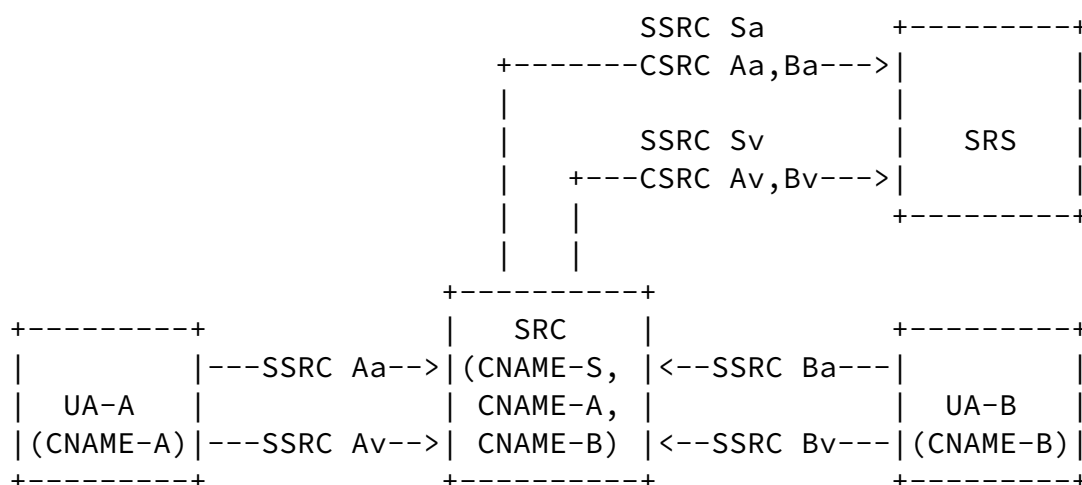 SSRC Sa            +---------+
                       +-------CSRC Aa,Ba--->|         |
                       |                         |         |
                       |      SSRC Sv            |   SRS   |
                       |   +---CSRC Av,Bv--->|         |
                       |   |                     +---------+
                       |   |
                    +----------+
+---------+         |   SRC    |             +---------+
|         |---SSRC Aa-->|(CNAME-S, |<--SSRC Ba---|         |
|  UA-A   |         | CNAME-A, |             |  UA-B   |
|(CNAME-A)|---SSRC Av-->| CNAME-B) |<--SSRC Bv---|(CNAME-B)|
+---------+         +----------+             +---------+